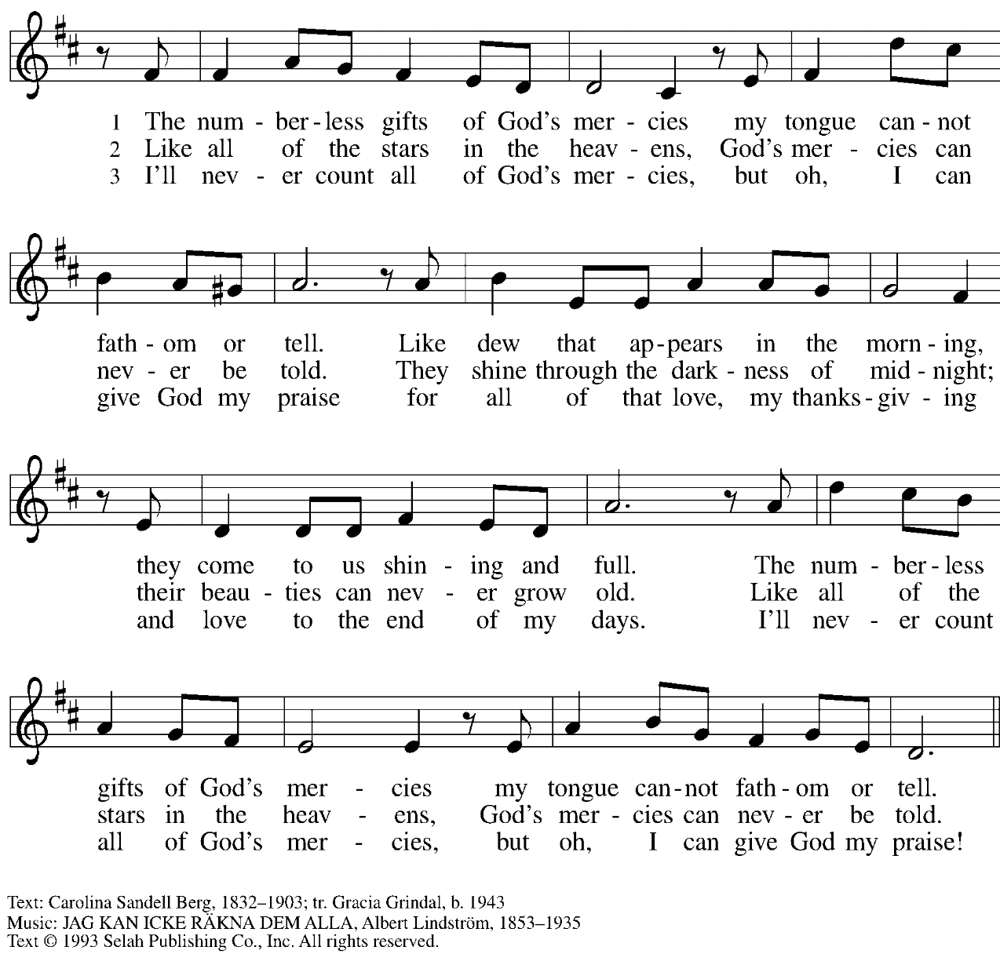 1 The num - ber - less gifts of God's mer - cies my tongue can - not
2 Like all of the stars in the heav - ens, God's mer - cies can
3 I'll nev - er count all of God's mer - cies, but oh, I can
fath - om or tell. Like dew that ap - pears in the morn - ing,
nev - er be told. They shine through the dark - ness of mid - night;
give God my praise for all of that love, my thanks - giv - ing
they come to us shin - ing and full. The num - ber - less
their beau - ties can nev - er grow old. Like all of the
and love to the end of my days. I'll nev - er count
gifts of God's mer - cies my tongue can - not fath - om or tell.
stars in the heav - ens, God's mer - cies can nev - er be told.
all of God's mer - cies, but oh, I can give God my praise!
Text: Carolina Sandell Berg, 1832–1903; tr. Gracia Grindal, b. 1943
Music: JAG KAN ICKE RÄKNA DEM ALLA, Albert Lindström, 1853–1935
Text © 1993 Selah Publishing Co., Inc. All rights reserved.